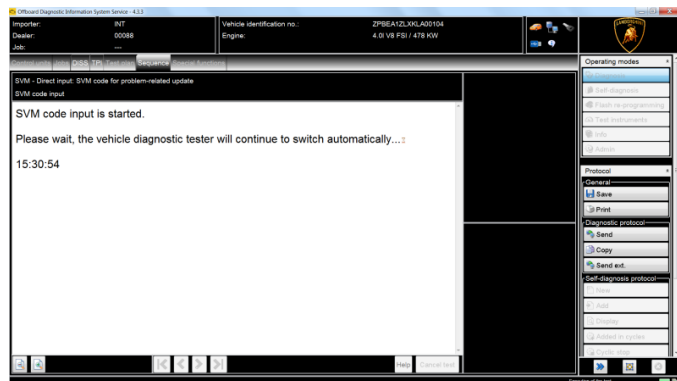 Offboard Diagnostic Information System Service - 4.3.3
Importer: INT
Dealer: 00088
Job: ---
Vehicle identification no.: ZPBEA1ZLXKLA00104
Engine: 4.0l V8 FSI / 478 KW
LAMBORGHINI
Control units Jobs DISS TPI Test plan Sequence Special functions
SVM - Direct input: SVM code for problem-related update
SVM code input
SVM code input is started.
Please wait, the vehicle diagnostic tester will continue to switch automatically...
15:30:54
Help
Cancel test
Operating modes
Diagnosis
Self-diagnosis
Flash re-programming
Test instruments
Info
Admin
Protocol
General
Save
Print
Diagnostic protocol
Send
Copy
Send ext.
Self-diagnosis protocol
New
Add
Display
Added in cycles
Cyclic stop